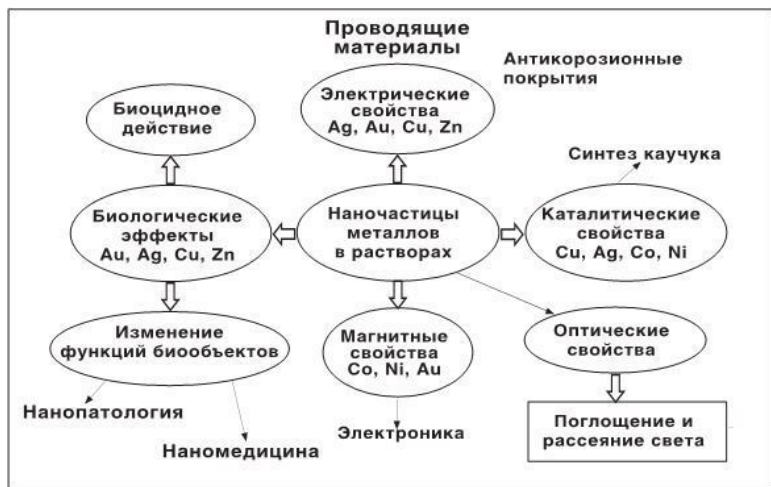 Проводящие
материалы
Антикорозионные
покрытия
Электрические
свойства
Ag, Au, Cu, Zn
Биоцидное
действие
Синтез каучука
Биологические
эффекты
Au, Ag, Cu, Zn
Наночастицы
металлов
в растворах
Каталитические
свойства
Cu, Ag, Co, Ni
Изменение
функций биообъектов
Магнитные
свойства
Co, Ni, Au
Оптические
свойства
Нанопатология
Наномедицина
Электроника
Поглощение и
рассеяние света